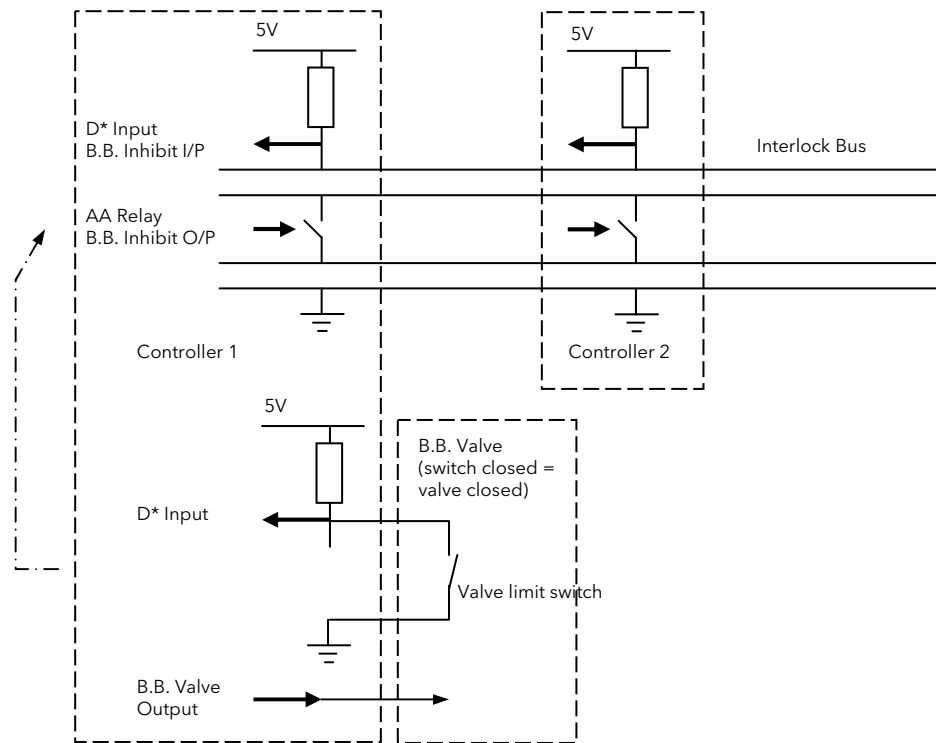 5V
5V
D* Input
B.B. Inhibit I/P
Interlock Bus
AA Relay
B.B. Inhibit O/P
Controller 1
Controller 2
5V
B.B. Valve
(switch closed =
valve closed)
D* Input
Valve limit switch
B.B. Valve
Output